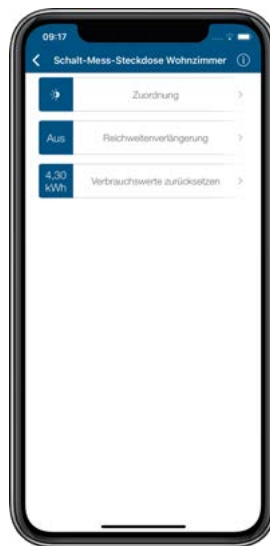 09:17
Schalt-Mess-Steckdose Wohnzimmer
Zuordnung
Aus
Reichweitenverlängerung
4,30
kWh
Verbrauchswerte zurücksetzen